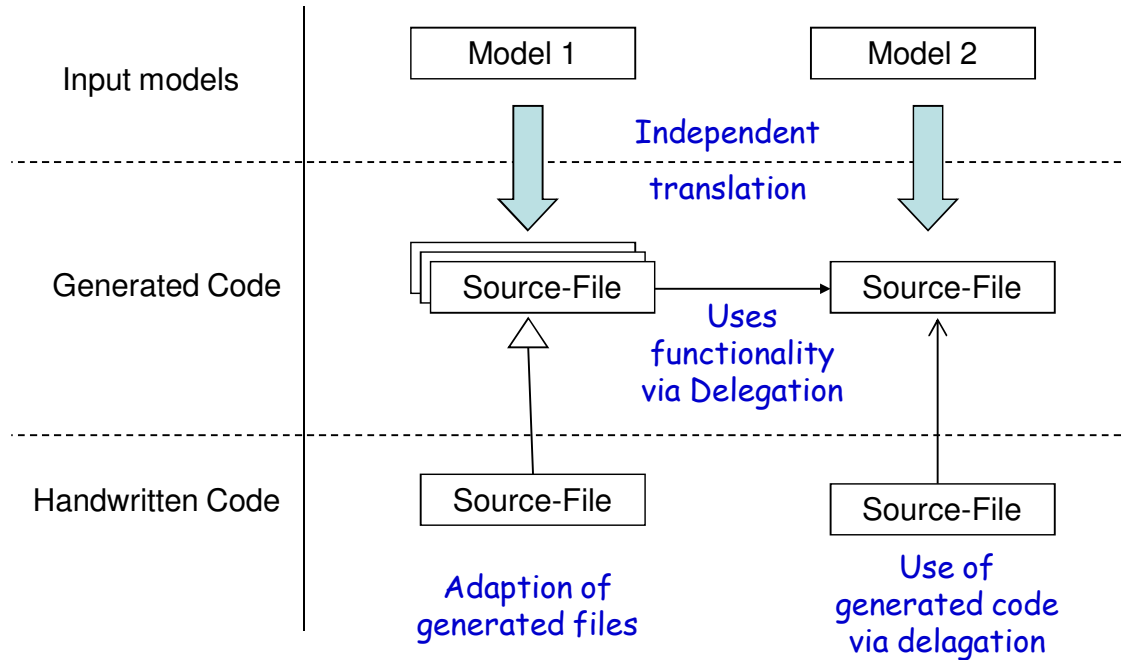 Model 1
Model 2
Input models
Independent
translation
Generated Code
Source-File
Source-File
Uses
functionality
via Delegation
Handwritten Code
Source-File
Source-File
Adaption of
generated files
Use of
generated code
via delagation